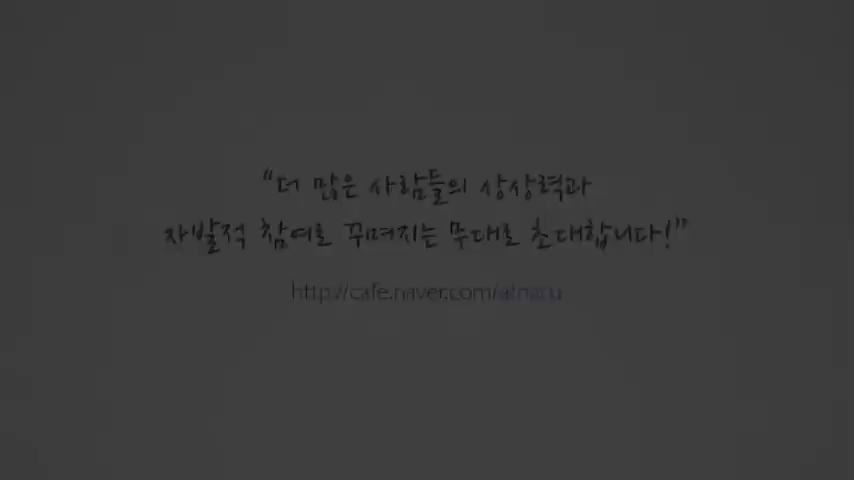 “더 많은 사람들의 상상력과
자발적 참여로 꾸며지는 무대로 초대합니다!”
http://cafe.naver.com/